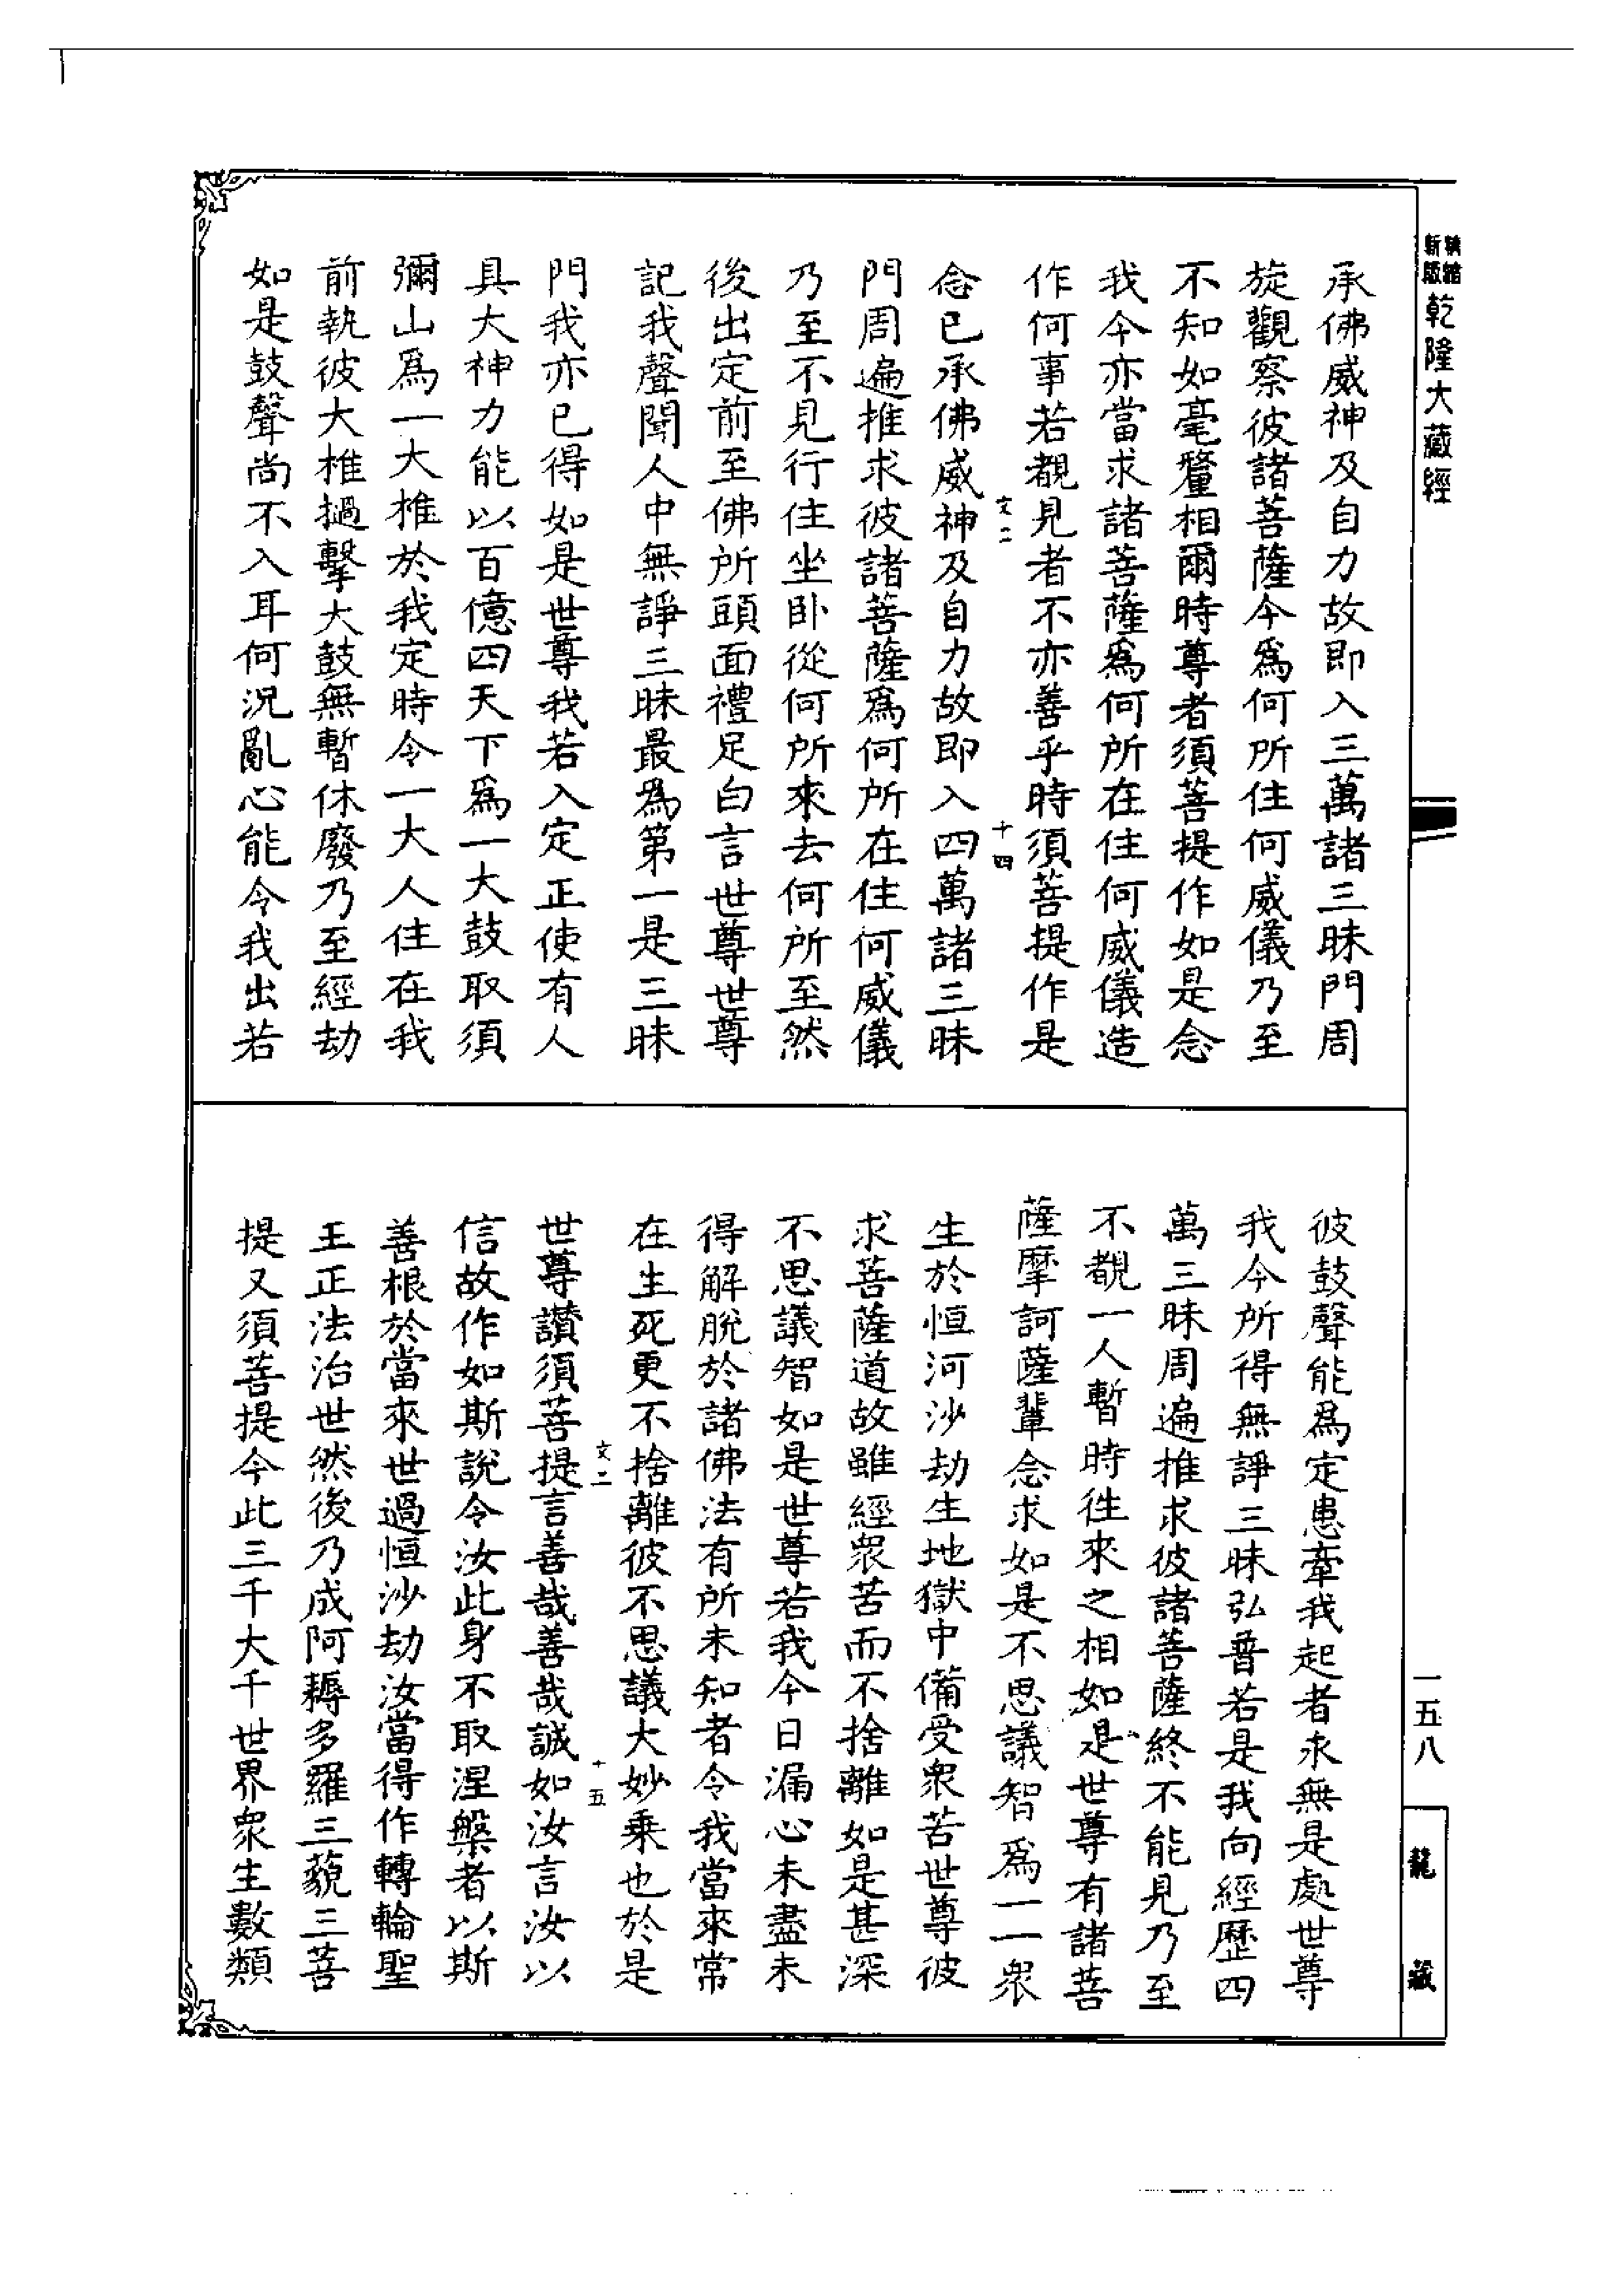 乾隆大藏經
承佛威神及自力故即入三萬諸三昧門周
旋觀察彼諸菩薩今爲何所住何威儀乃至
不知如毫釐相爾時尊者須菩提作如是念
我今亦當求諸菩薩爲何所在住何威儀造
作何事若覩見者不亦善乎時須菩提作是
文二
十四
念已承佛威神及自力故即入四萬諸三昧
門周遍推求彼諸菩薩爲何所在住何威儀
乃至不見行住坐卧從何所來去何所至然
後出定前至佛所頭面禮足白言世尊世尊
記我聲聞人中無諍三昧最爲第一是三昧
門我亦已得如是世尊我若入定正使有人
具大神力能以百億四天下爲一大鼓取須
彌山爲一大椎於我定時令一大人住在我
前執彼大椎撾擊大鼓無暫休廢乃至經劫
如是鼓聲尚不入耳何況亂心能令我出若
彼鼓聲能爲定患牽我起者永無是處世尊
我今所得無諍三昧弘普若是我向經歷四
萬三昧周遍推求彼諸菩薩終不能見乃至
不覩一人暫時徃來之相如是世尊有諸菩
薩摩訶薩輩念求如是不思議智爲一一衆
生於恒河沙劫生地獄中備受衆苦世尊彼
求菩薩道故雖經衆苦而不捨離如是甚深
不思議智如是世尊若我今日漏心未盡未
得解脫於諸佛法有所未知者令我當來常
在生死更不捨離彼不思議大妙乗也於是
文二
十五
世尊讚須菩提言善哉善哉誠如汝言汝以
信故作如斯說令汝此身不取涅槃者以斯
善根於當來世過恒沙劫汝當得作轉輪聖
王正法治世然後乃成阿耨多羅三藐三菩
提又須菩提今此三千大千世界衆生數類
一五八
龍藏